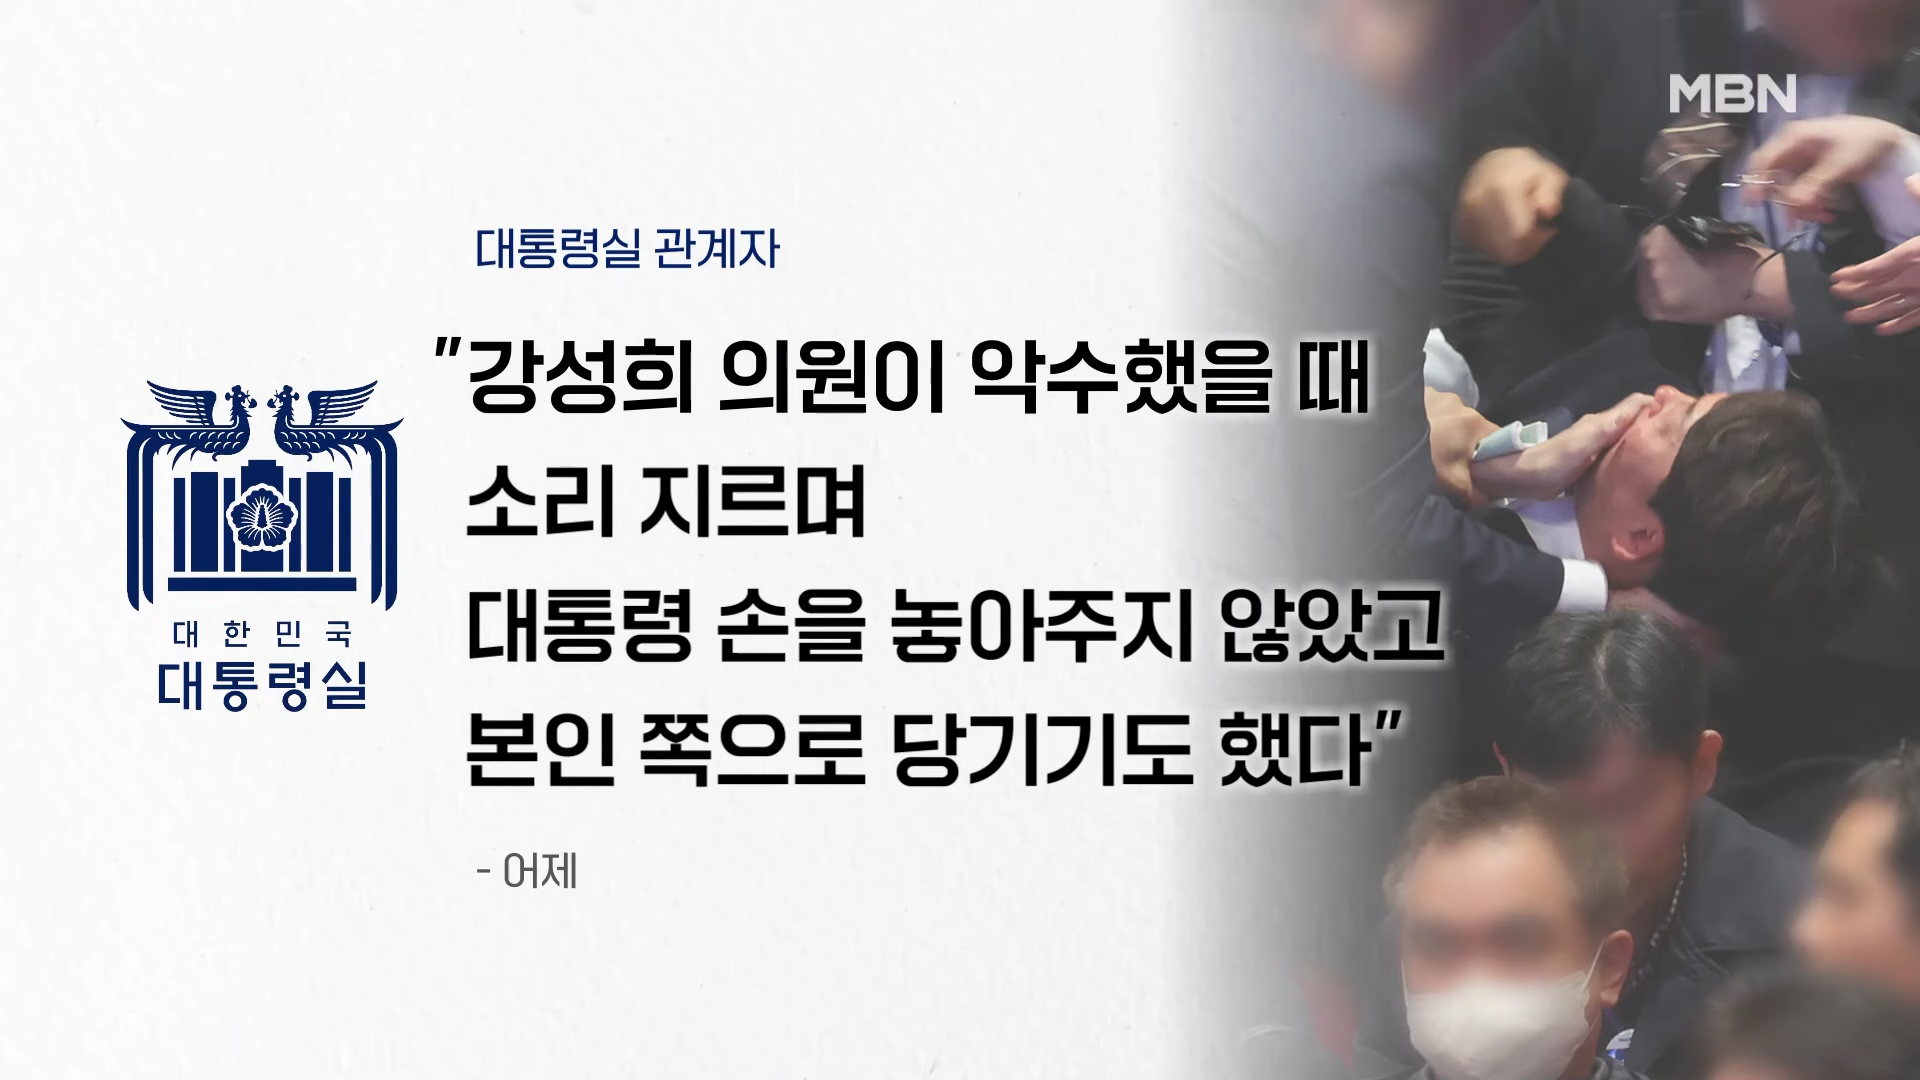 MBN
대통령실 관계자
"강성희 의원이 악수했을 때
소리 지르며
대통령 손을 놓아주지 않았고
본인 쪽으로 당기기도 했다"
- 어제
대한민국
대통령실